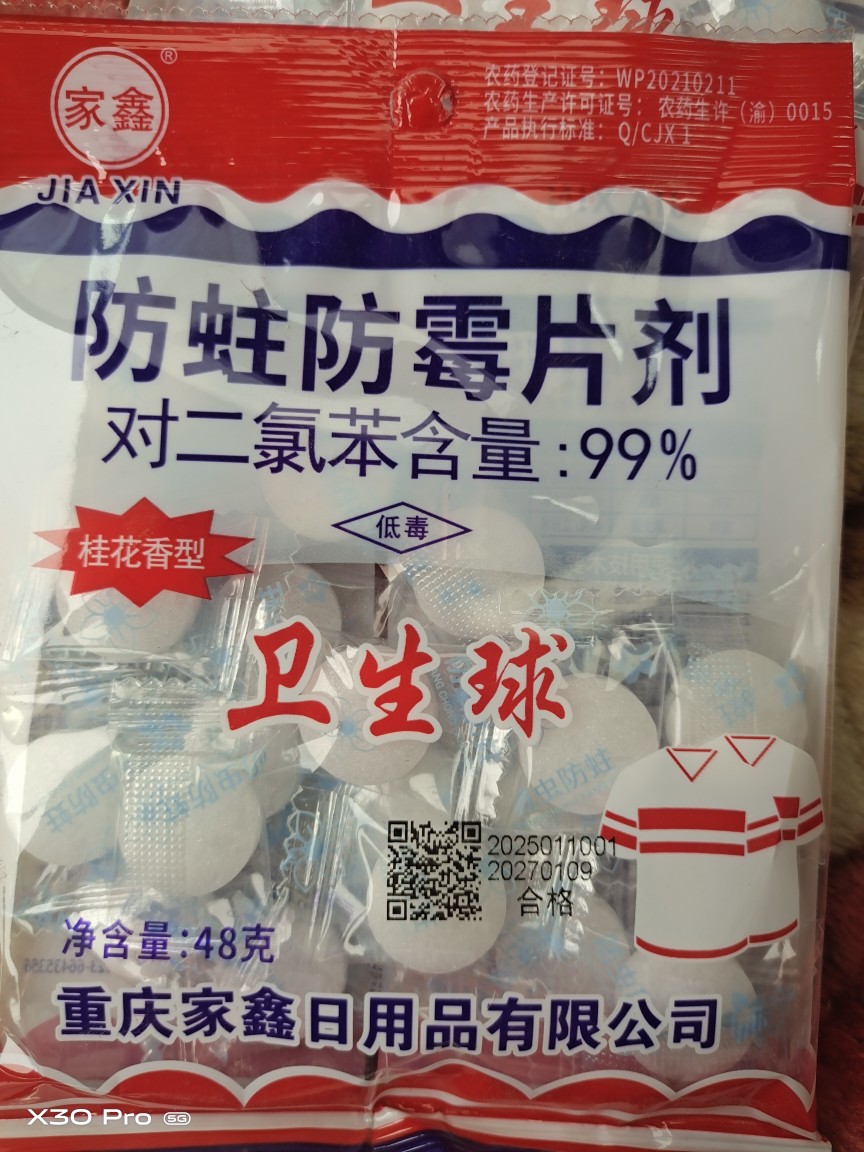 家鑫®
JIA XIN
农药登记证号：WP20210211
农药生产许可证号：农药生许（渝）0015
产品执行标准：Q/CJX 1
防蛀防霉片剂
对二氯苯含量:99%
低毒
桂花香型
卫生球
虫防蛀
2025011001
20270109
合格
净含量:48克
重庆家鑫日用品有限公司
X30 Pro 5G